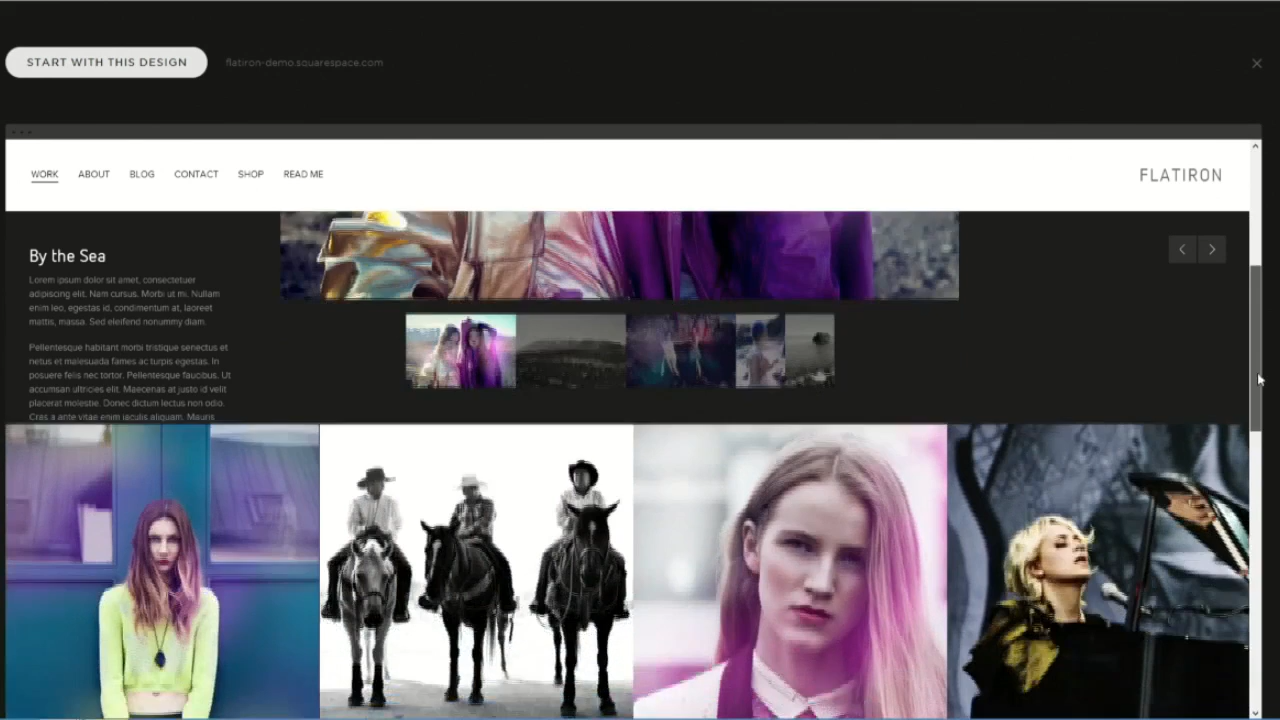 START WITH THIS DESIGN
flatiron-demo.squarespace.com
WORK ABOUT BLOG CONTACT SHOP READ ME
FLATIRON
By the Sea
Lorem ipsum dolor sit amet, consectetuer
adipiscing elit. Nam cursus. Morbi ut mi. Nullam
enim leo, egestas id, condimentum at, laoreet
mattis, massa. Sed eleifend nonummy diam.
Pellentesque habitant morbi tristique senectus et
netus et malesuada fames ac turpis egestas. In
posuere felis nec tortor. Pellentesque faucibus. Ut
accumsan ultricies elit. Maecenas at justo id velit
placerat molestie. Donec dictum lectus non odio.
Cras a ante vitae enim iaculis aliquam. Mauris